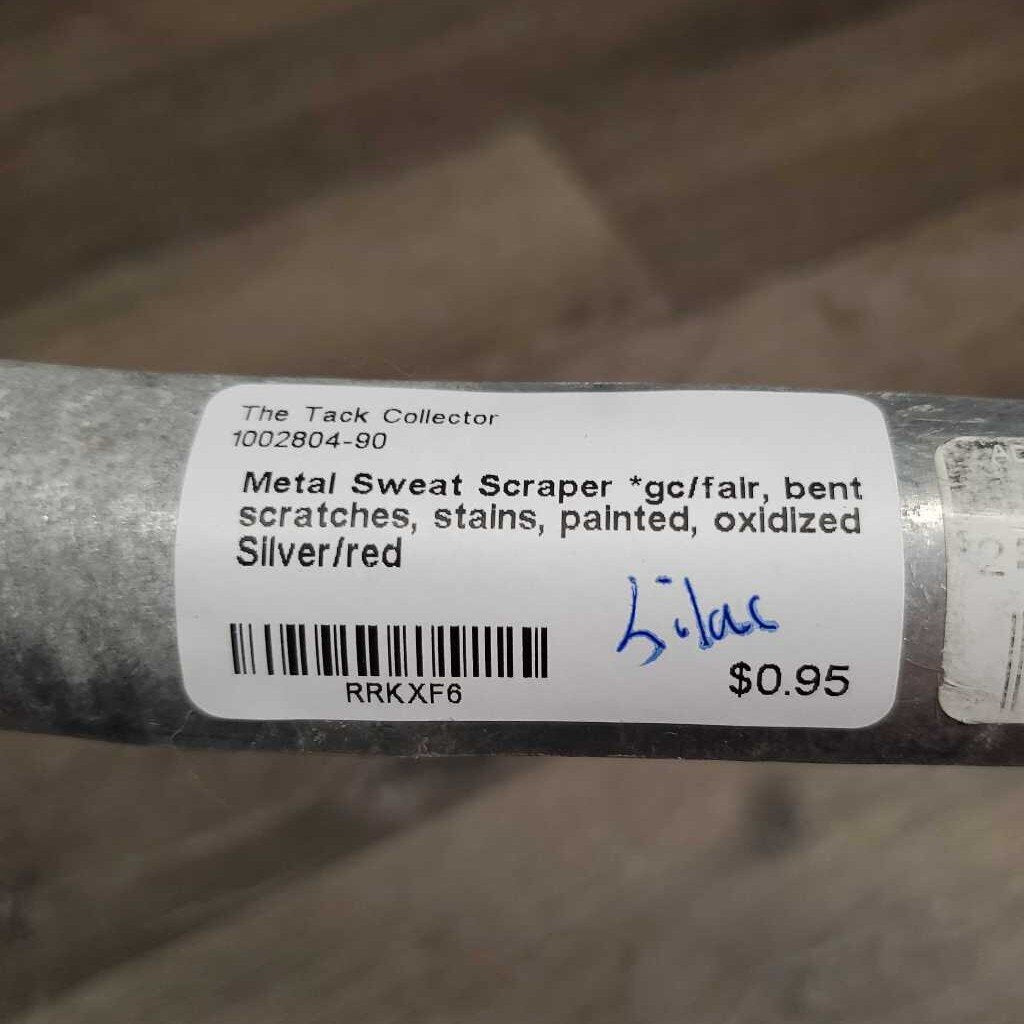 The Tack Collector
1002804-90
Metal Sweat Scraper *gc/fair, bent
scratches, stains, painted, oxidized
Silver/red
Lilac
RRKXF6
$0.95